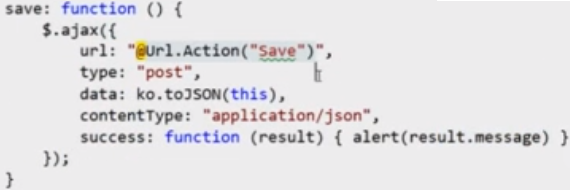 save: function () {
    $.ajax({
        url: "@Url.Action("Save")",
        type: "post",
        data: ko.toJSON(this),
        contentType: "application/json",
        success: function (result) { alert(result.message) }
    });
}